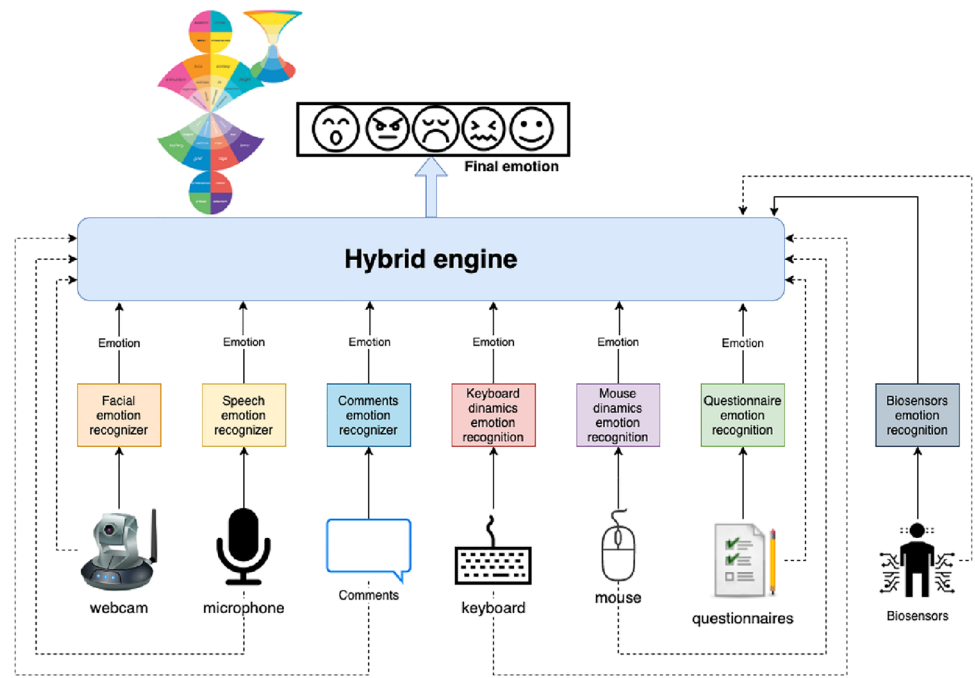 Final emotion
Hybrid engine
Emotion
Emotion
Emotion
Emotion
Emotion
Emotion
Facial
emotion
recognizer
Speech
emotion
recognizer
Comments
emotion
recognizer
Keyboard
dinamics
emotion
recognition
Mouse
dinamics
emotion
recognition
Questionnaire
emotion
recognition
Biosensors
emotion
recognition
webcam
microphone
Comments
keyboard
mouse
questionnaires
Biosensors